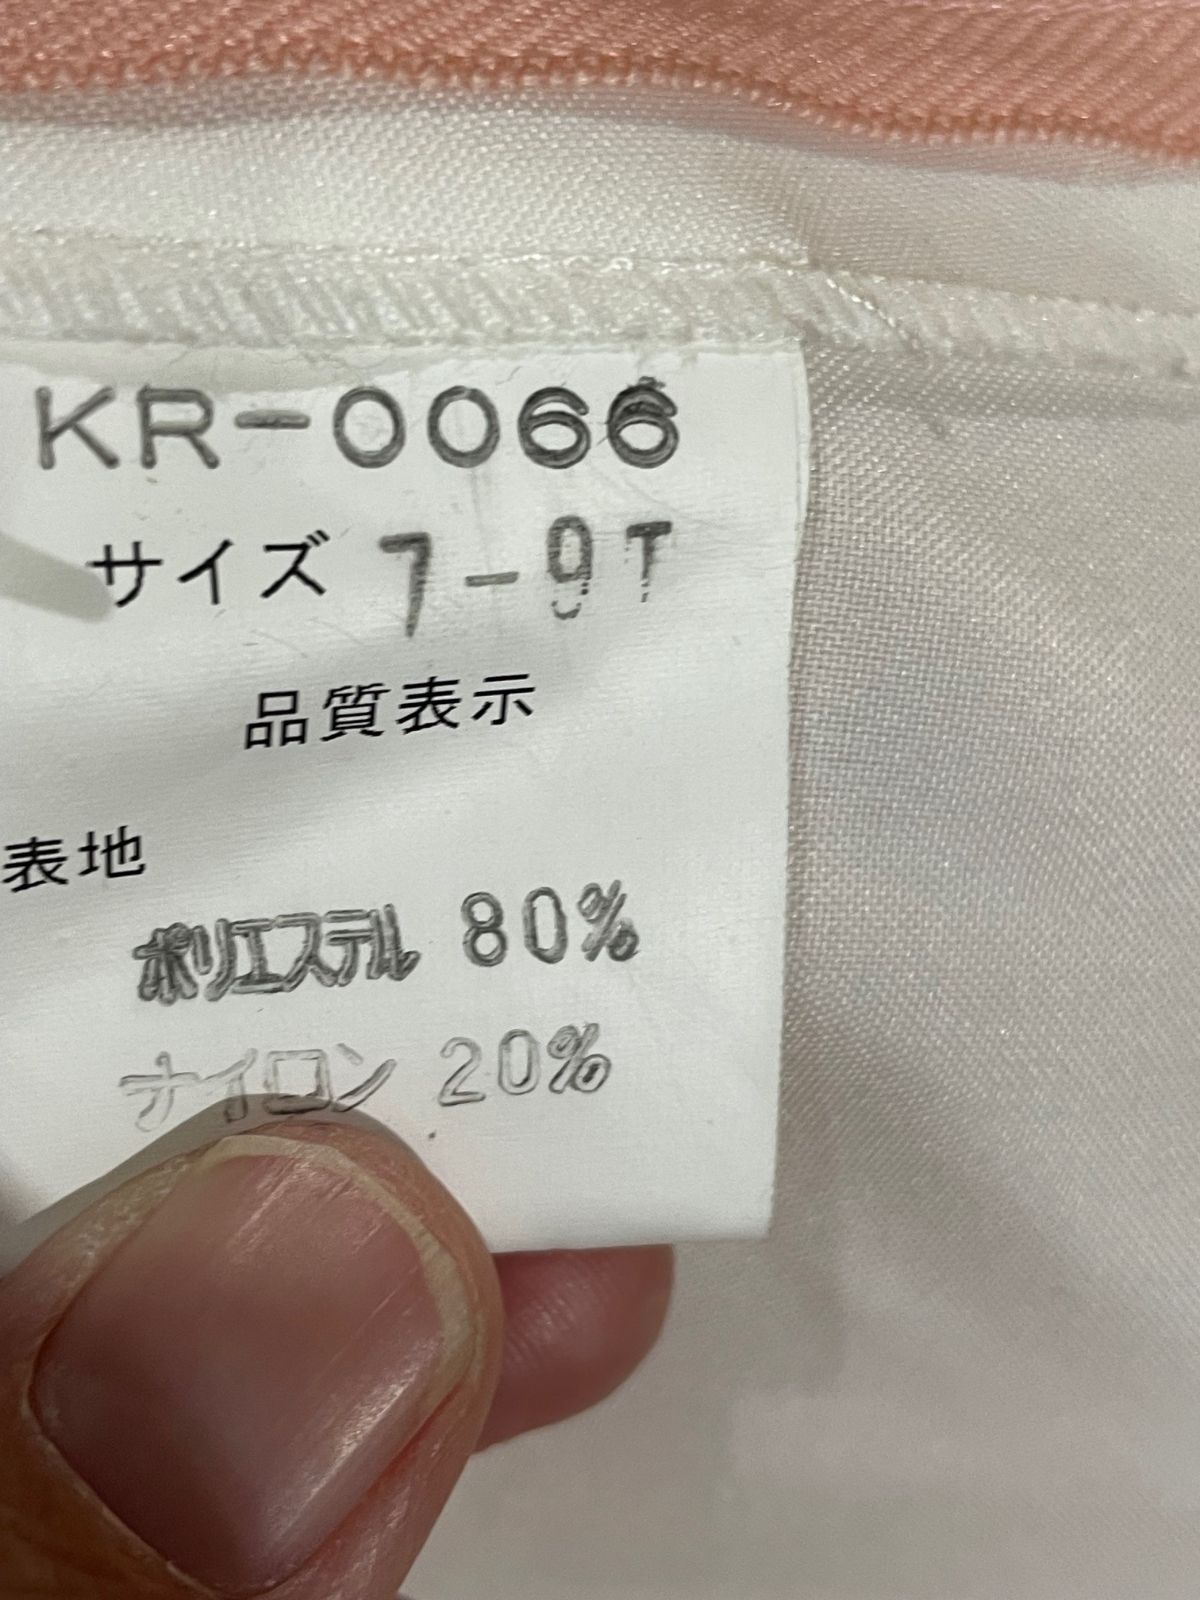 KR-0066
サイズ 7-9T
品質表示
表地
ポリエステル 80%
ナイロン 20%